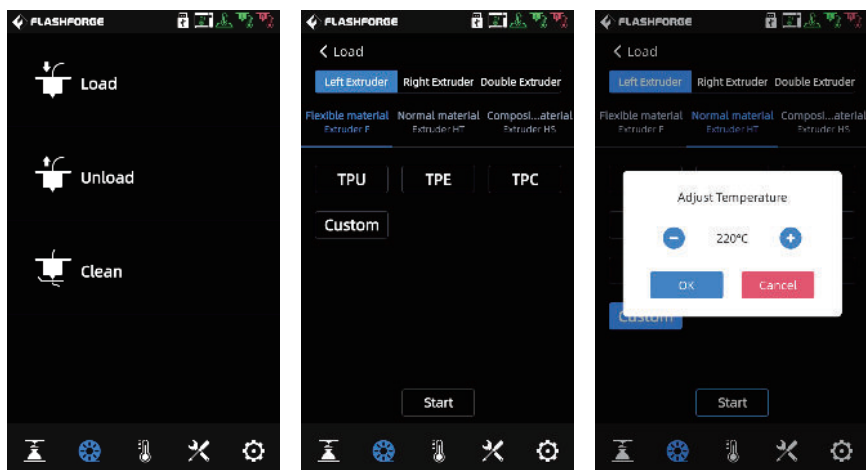 FLASHFORGE
Load
Unload
Clean
FLASHFORGE
Load
Left Extruder Right Extruder Double Extruder
Flexible material Normal material Composi...aterial
Extruder F Extruder HT Extruder HS
TPU TPE TPC
Custom
Start
FLASHFORGE
Load
Left Extruder Right Extruder Double Extruder
Flexible material Normal material Composi...aterial
Extruder F Extruder HT Extruder HS
Adjust Temperature
220°C
OK Cancel
Custom
Start